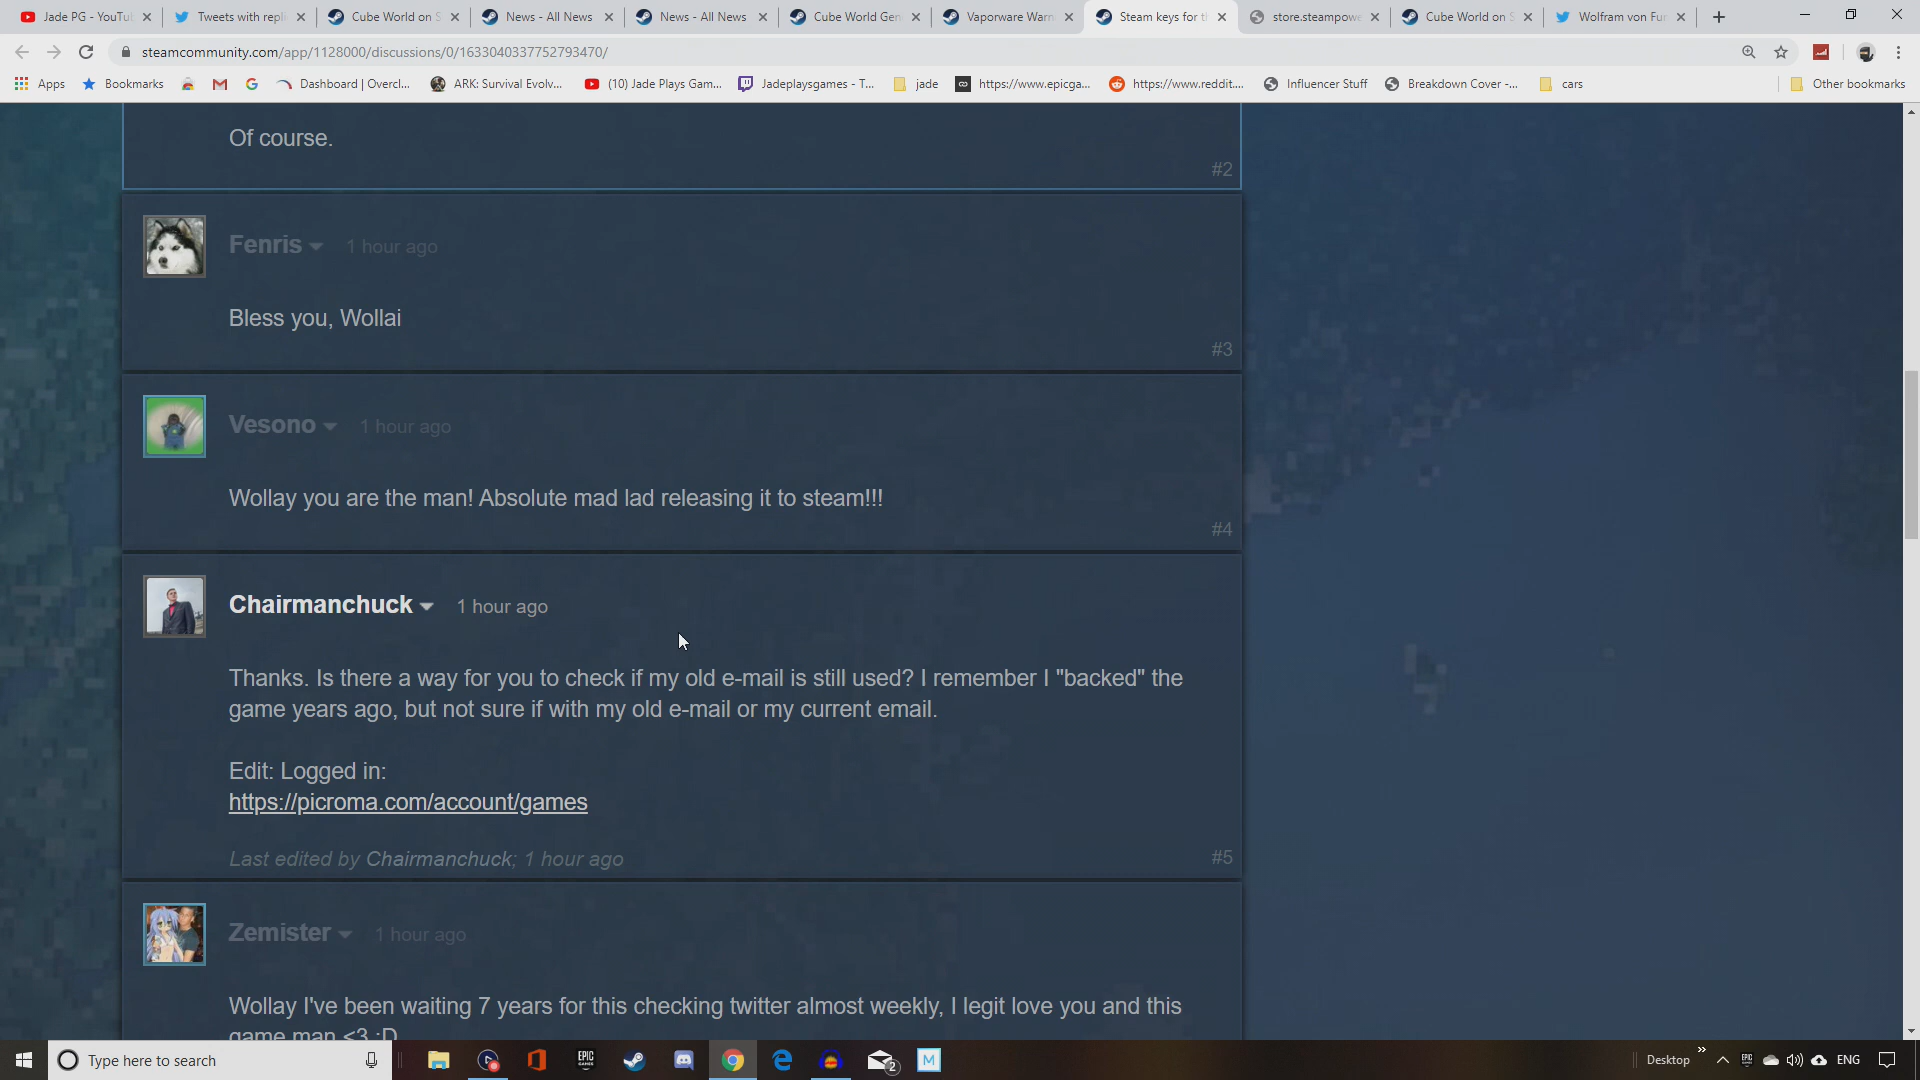 Jade PG - YouTu
Tweets with repli
Cube World on S
News - All News
News - All News
Cube World Gen
Vaporware Warn
Steam keys for t
store.steampowe
Cube World on S
Wolfram von Fu
steamcommunity.com/app/1128000/discussions/0/1633040337752793470/
Apps
Bookmarks
Dashboard | Overcl...
ARK: Survival Evolv...
(10) Jade Plays Gam...
Jadeplaysgames - T...
jade
https://www.epicga...
https://www.reddit....
Influencer Stuff
Breakdown Cover -...
cars
Other bookmarks
Of course.
#2
Fenris 1 hour ago
Bless you, Wollai
#3
Vesono 1 hour ago
Wollay you are the man! Absolute mad lad releasing it to steam!!!
#4
Chairmanchuck 1 hour ago
Thanks. Is there a way for you to check if my old e-mail is still used? I remember I "backed" the
game years ago, but not sure if with my old e-mail or my current email.
Edit: Logged in:
https://picroma.com/account/games
Last edited by Chairmanchuck; 1 hour ago
#5
Zemister 1 hour ago
Wollay I've been waiting 7 years for this checking twitter almost weekly, I legit love you and this
game man <3 :D
Type here to search
EPIC
GAMES
2
M
Desktop
ENG